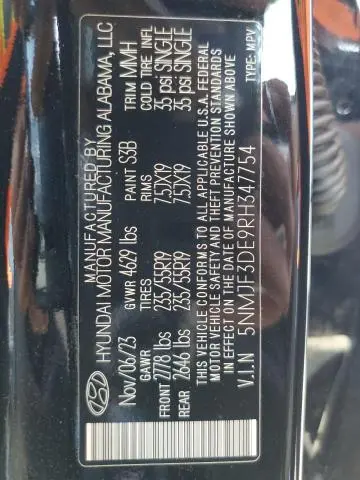 MANUFACTURED BY
HYUNDAI MOTOR MANUFACTURING ALABAMA, LLC
Nov/06/23 GVWR 4629 lbs PAINT S3B TRIM MMH
GAWR TIRES RIMS COLD TIRE INFL
FRONT 2778 lbs 235/55R19 7.5JX19 35 psi SINGLE
REAR 2646 lbs 235/55R19 7.5JX19 35 psi SINGLE
THIS VEHICLE CONFORMS TO ALL APPLICABLE U.S.A. FEDERAL
MOTOR VEHICLE SAFETY AND THEFT PREVENTION STANDARDS
IN EFFECT ON THE DATE OF MANUFACTURE SHOWN ABOVE
V.I.N 5NMJF3DE9RH347754 TYPE: MPV